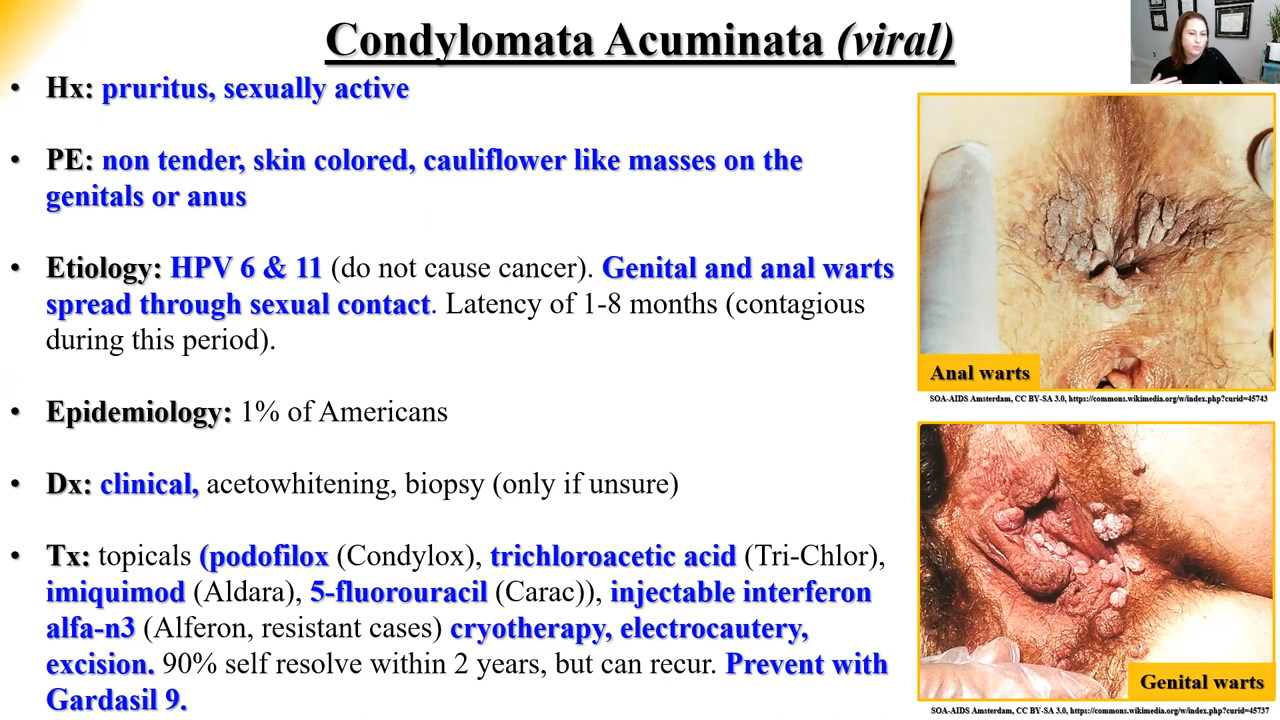 Condylomata Acuminata (viral)
• Hx: pruritus, sexually active
• PE: non tender, skin colored, cauliflower like masses on the
genitals or anus
• Etiology: HPV 6 & 11 (do not cause cancer). Genital and anal warts
spread through sexual contact. Latency of 1-8 months (contagious
during this period).
• Epidemiology: 1% of Americans
• Dx: clinical, acetowhitening, biopsy (only if unsure)
• Tx: topicals (podofilox (Condylox), trichloroacetic acid (Tri-Chlor),
imiquimod (Aldara), 5-fluorouracil (Carac)), injectable interferon
alfa-n3 (Alferon, resistant cases) cryotherapy, electrocautery,
excision. 90% self resolve within 2 years, but can recur. Prevent with
Gardasil 9.
Anal warts
SOA-AIDS Amsterdam, CC BY-SA 3.0, https://commons.wikimedia.org/w/index.php?curid=45743
Genital warts
SOA-AIDS Amsterdam, CC BY-SA 3.0, https://commons.wikimedia.org/w/index.php?curid=45737